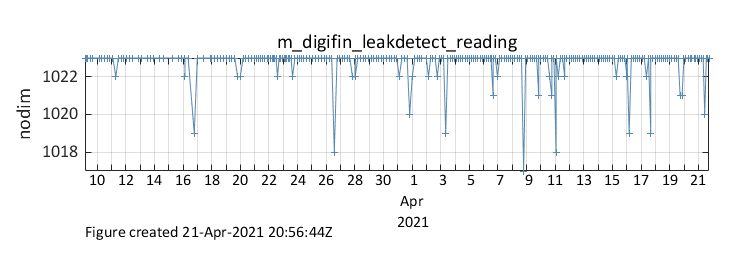 m_digifin_leakdetect_reading
nodim
1022
1020
1018
10 12 14 16 18 20 22 24 26 28 30 1 3 5 7 9 11 13 15 17 19 21
Apr
2021
Figure created 21-Apr-2021 20:56:44Z